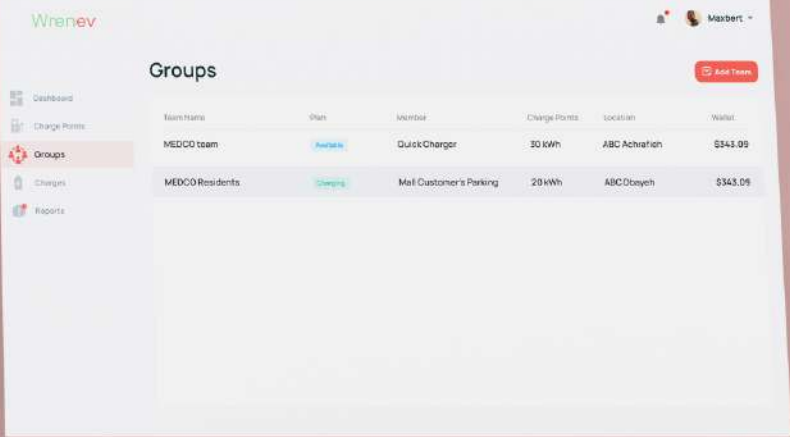 Wrenev
Maxbert
Groups
Add Team
Dashboard
Charge Points
Groups
Charges
Reports
Team Name Plan Member Charge Points Location Wallet
MEDCO team Available Quick Charger 30 kWh ABC Achrafieh $343.09
MEDCO Residents Charging Mall Customer's Parking 20 kWh ABC Dbayeh $343.09